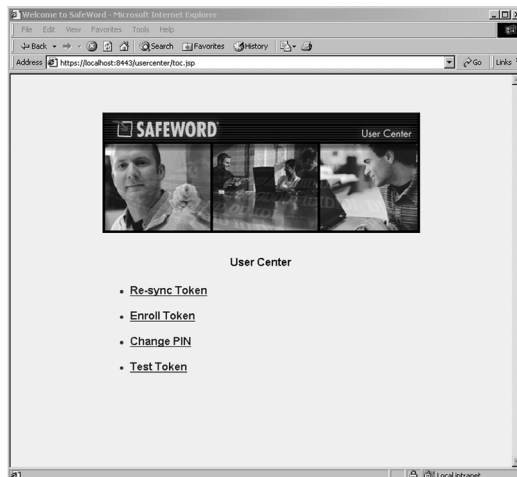 Welcome to SafeWord - Microsoft Internet Explorer
File Edit View Favorites Tools Help
Back Search Favorites History
Address https://localhost:8443/usercenter/toc.jsp Go Links
SAFEWORD
User Center
User Center
Re-sync Token
Enroll Token
Change PIN
Test Token
Local intranet